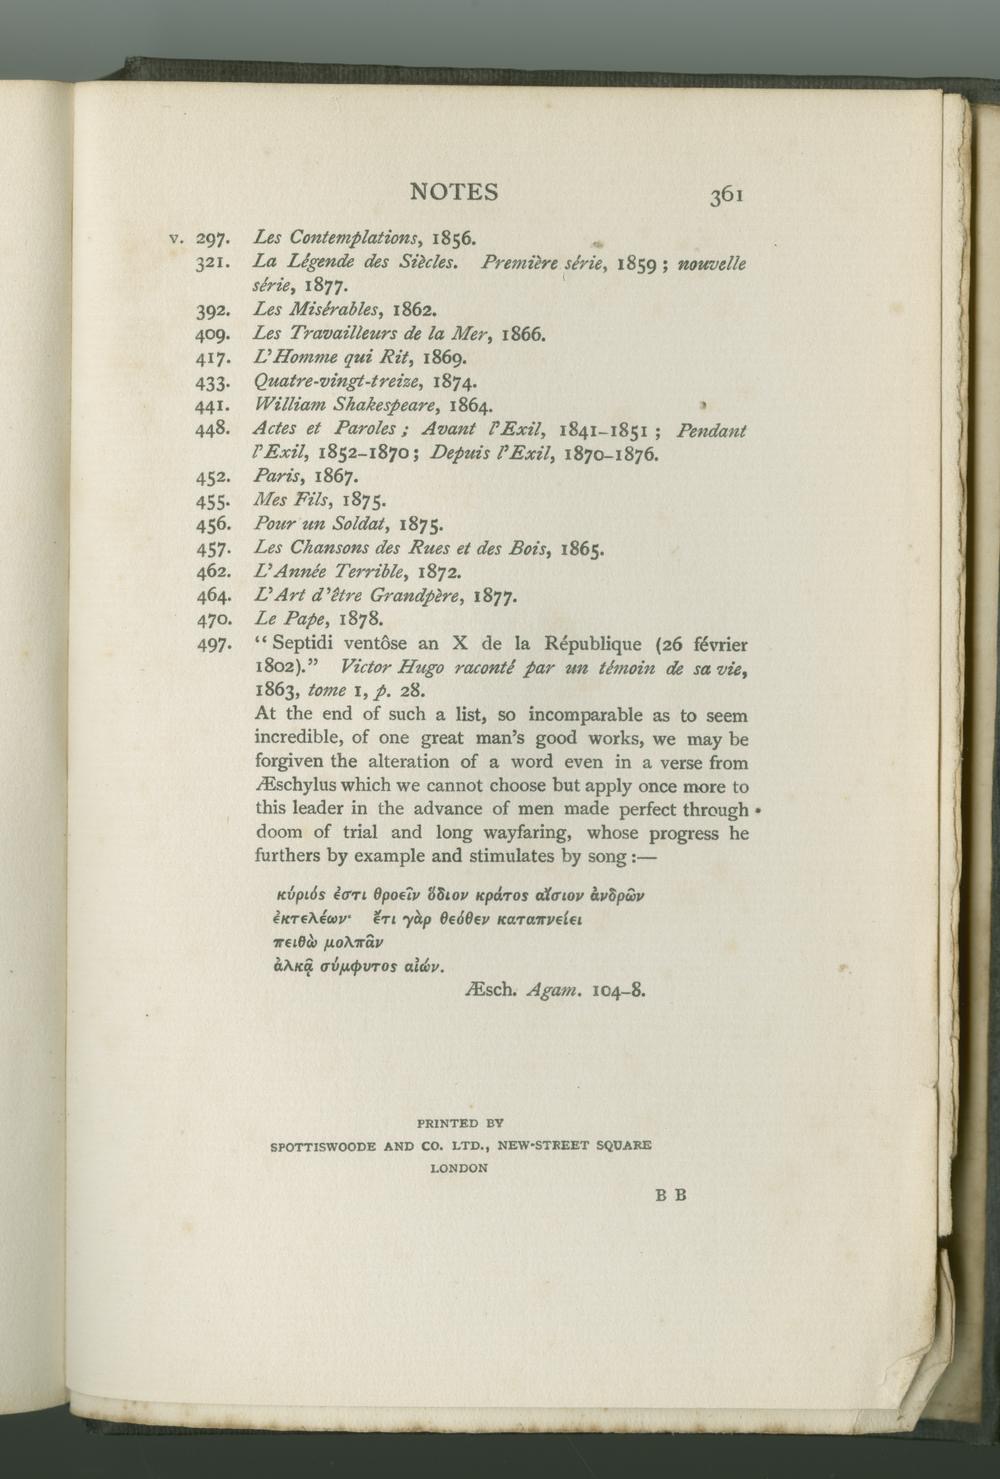 NOTES 361
v. 297. Les Contemplations, 1856.
321. La Légende des Siècles. Première série, 1859 ; nouvelle
série, 1877.
392. Les Misérables, 1862.
409. Les Travailleurs de la Mer, 1866.
417. L'Homme qui Rit, 1869.
433. Quatre-vingt-treize, 1874.
441. William Shakespeare, 1864.
448. Actes et Paroles ; Avant l'Exil, 1841–1851 ; Pendant
l'Exil, 1852–1870 ; Depuis l'Exil, 1870–1876.
452. Paris, 1867.
455. Mes Fils, 1875.
456. Pour un Soldat, 1875.
457. Les Chansons des Rues et des Bois, 1865.
462. L'Année Terrible, 1872.
464. L'Art d'être Grandpère, 1877.
470. Le Pape, 1878.
497. “ Septidi ventôse an X de la République (26 février
1802).” Victor Hugo raconté par un témoin de sa vie,
1863, tome 1, p. 28.
At the end of such a list, so incomparable as to seem
incredible, of one great man's good works, we may be
forgiven the alteration of a word even in a verse from
Æschylus which we cannot choose but apply once more to
this leader in the advance of men made perfect through
doom of trial and long wayfaring, whose progress he
furthers by example and stimulates by song :—
κύριός ἐστι θροεῖν ὅδιον κράτος αἴσιον ἀνδρῶν
ἐκτελέων· ἔτι γὰρ θεόθεν καταπνείει
πειθὼ μολπᾶν
ἀλκᾷ σύμφυτος αἰών.
Æsch. Agam. 104–8.
PRINTED BY
SPOTTISWOODE AND CO. LTD., NEW-STREET SQUARE
LONDON
B B